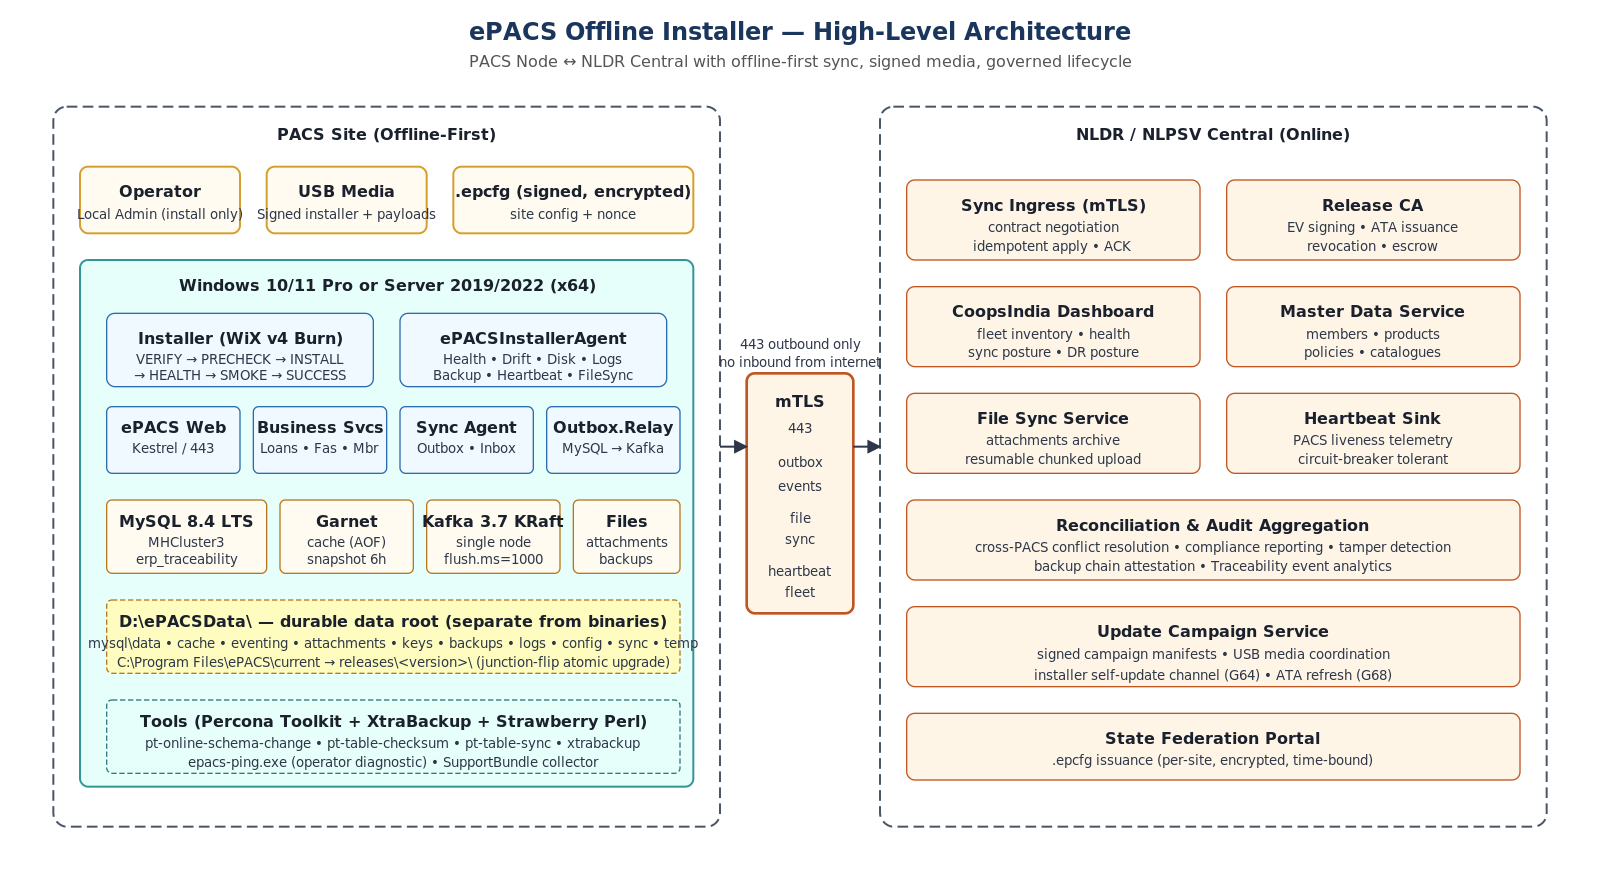 ePACS Offline Installer — High-Level Architecture
PACS Node ↔ NLDR Central with offline-first sync, signed media, governed lifecycle
PACS Site (Offline-First)
Operator
Local Admin (install only)
USB Media
Signed installer + payloads
.epcfg (signed, encrypted)
site config + nonce
Windows 10/11 Pro or Server 2019/2022 (x64)
Installer (WiX v4 Burn)
VERIFY → PRECHECK → INSTALL
→ HEALTH → SMOKE → SUCCESS
ePACSInstallerAgent
Health • Drift • Disk • Logs
Backup • Heartbeat • FileSync
ePACS Web
Kestrel / 443
Business Svcs
Loans • Fas • Mbr
Sync Agent
Outbox • Inbox
Outbox.Relay
MySQL → Kafka
MySQL 8.4 LTS
MHCluster3
erp_traceability
Garnet
cache (AOF)
snapshot 6h
Kafka 3.7 KRaft
single node
flush.ms=1000
Files
attachments
backups
D:\ePACSData\ — durable data root (separate from binaries)
mysql\data • cache • eventing • attachments • keys • backups • logs • config • sync • temp
C:\Program Files\ePACS\current → releases\<version>\ (junction-flip atomic upgrade)
Tools (Percona Toolkit + XtraBackup + Strawberry Perl)
pt-online-schema-change • pt-table-checksum • pt-table-sync • xtrabackup
epacs-ping.exe (operator diagnostic) • SupportBundle collector
443 outbound only
no inbound from internet
mTLS
443
outbox
events
file
sync
heartbeat
fleet
NLDR / NLPSV Central (Online)
Sync Ingress (mTLS)
contract negotiation
idempotent apply • ACK
Release CA
EV signing • ATA issuance
revocation • escrow
CoopsIndia Dashboard
fleet inventory • health
sync posture • DR posture
Master Data Service
members • products
policies • catalogues
File Sync Service
attachments archive
resumable chunked upload
Heartbeat Sink
PACS liveness telemetry
circuit-breaker tolerant
Reconciliation & Audit Aggregation
cross-PACS conflict resolution • compliance reporting • tamper detection
backup chain attestation • Traceability event analytics
Update Campaign Service
signed campaign manifests • USB media coordination
installer self-update channel (G64) • ATA refresh (G68)
State Federation Portal
.epcfg issuance (per-site, encrypted, time-bound)